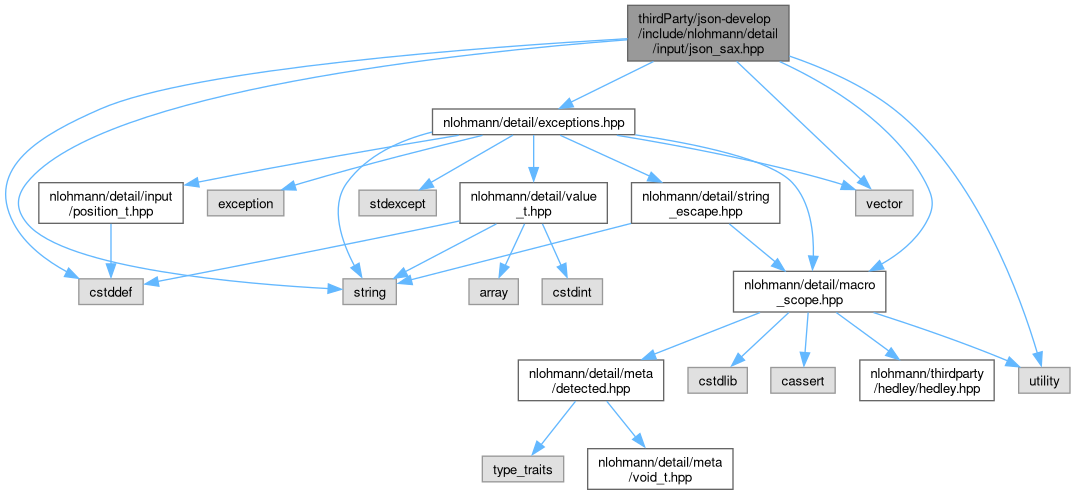 thirdParty/json-develop
/include/nlohmann/detail
/input/json_sax.hpp
nlohmann/detail/exceptions.hpp
nlohmann/detail/input
/position_t.hpp
exception
stdexcept
nlohmann/detail/value
_t.hpp
nlohmann/detail/string
_escape.hpp
vector
cstddef
string
array
cstdint
nlohmann/detail/macro
_scope.hpp
nlohmann/detail/meta
/detected.hpp
cstdlib
cassert
nlohmann/thirdparty
/hedley/hedley.hpp
utility
type_traits
nlohmann/detail/meta
/void_t.hpp